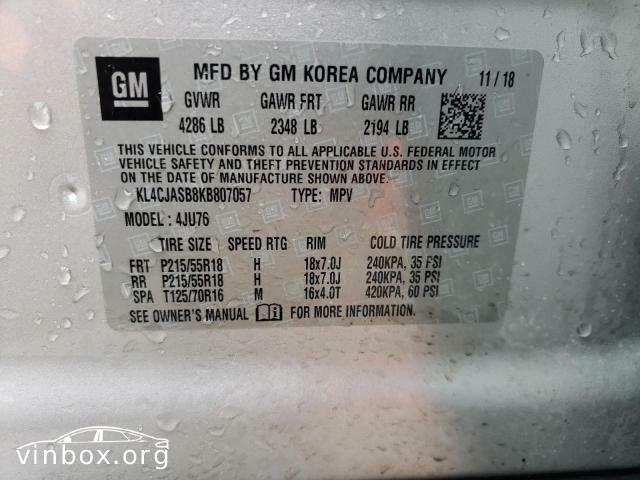 GM MFD BY GM KOREA COMPANY 11/18
GVWR GAWR FRT GAWR RR
4286 LB 2348 LB 2194 LB
THIS VEHICLE CONFORMS TO ALL APPLICABLE U.S. FEDERAL MOTOR
VEHICLE SAFETY AND THEFT PREVENTION STANDARDS IN EFFECT
ON THE DATE OF MANUFACTURE SHOWN ABOVE.
KL4CJASB8KB807057 TYPE: MPV
MODEL: 4JU76
TIRE SIZE SPEED RTG RIM COLD TIRE PRESSURE
FRT P215/55R18 H 18x7.0J 240KPA, 35 PSI
RR P215/55R18 H 18x7.0J 240KPA, 35 PSI
SPA T125/70R16 M 16x4.0T 420KPA, 60 PSI
SEE OWNER'S MANUAL FOR MORE INFORMATION.
vinbox.org